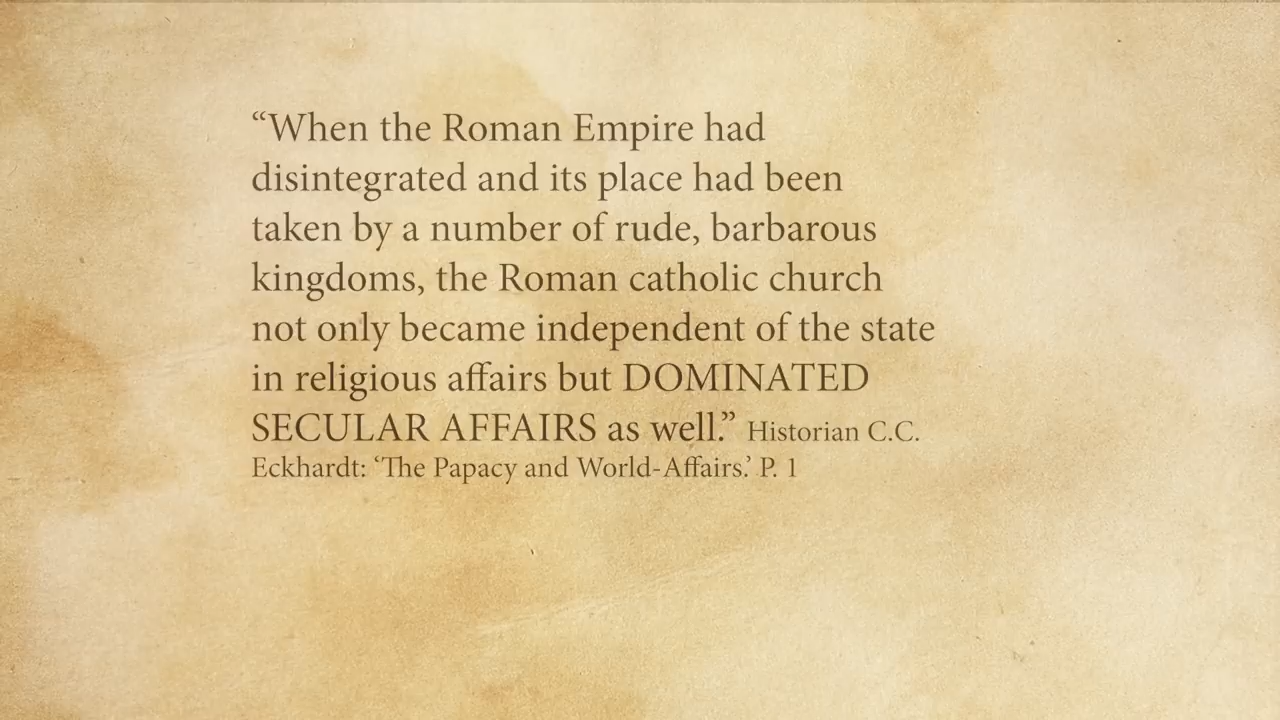 “When the Roman Empire had
disintegrated and its place had been
taken by a number of rude, barbarous
kingdoms, the Roman catholic church
not only became independent of the state
in religious affairs but DOMINATED
SECULAR AFFAIRS as well.” Historian C.C.
Eckhardt: ‘The Papacy and World-Affairs.’ P. 1